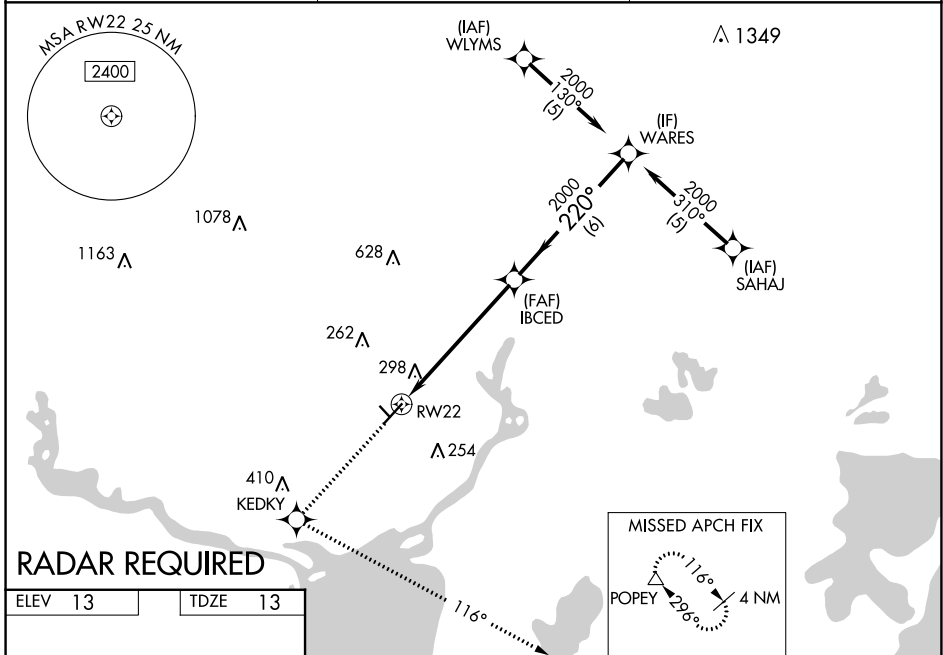 MSA RW22 25 NM
2400
(IAF)
WLYMS
1349
2000
130°
(5)
(IF)
WARES
2000
220°
(6)
2000
310°
(5)
(IAF)
SAHAJ
1078
1163
628
(FAF)
IBCED
262
298
RW22
254
410
KEDKY
RADAR REQUIRED
ELEV 13
TDZE 13
116°
MISSED APCH FIX
POPEY
116°
296°
4 NM